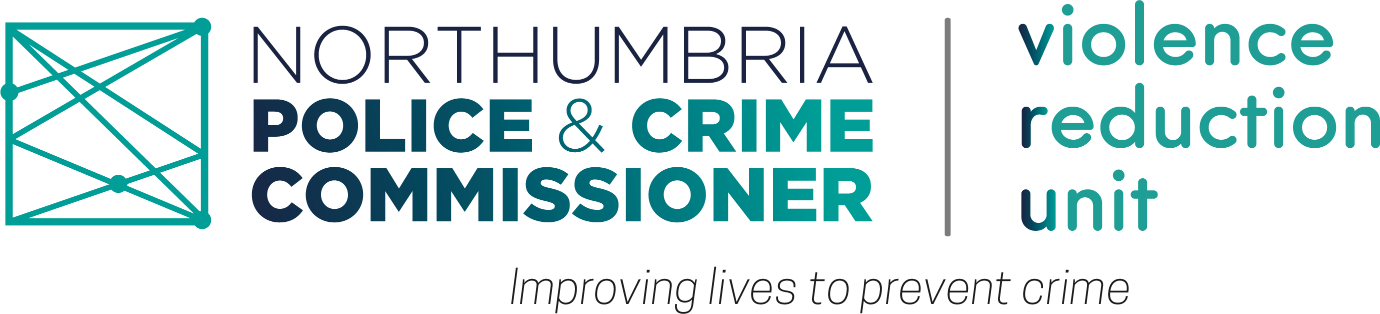 NORTHUMBRIA
POLICE & CRIME
COMMISSIONER
violence
reduction
unit
Improving lives to prevent crime